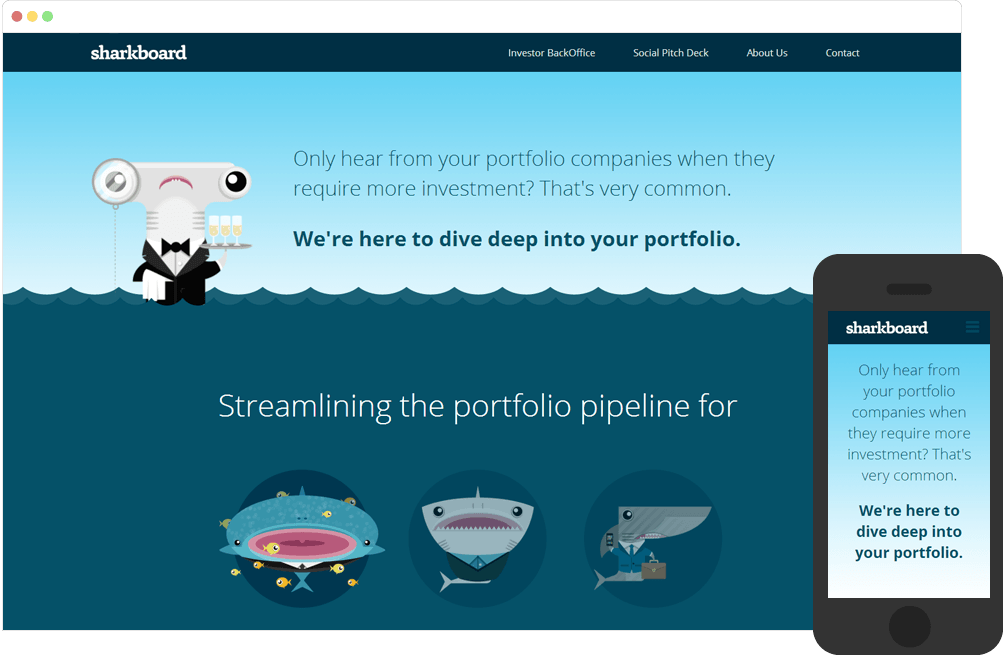 sharkboard
Investor BackOffice
Social Pitch Deck
About Us
Contact
Only hear from your portfolio companies when they
require more investment? That's very common.
We're here to dive deep into your portfolio.
Streamlining the portfolio pipeline for
sharkboard
Only hear from
your portfolio
companies when
they require more
investment? That's
very common.
We're here to
dive deep into
your portfolio.